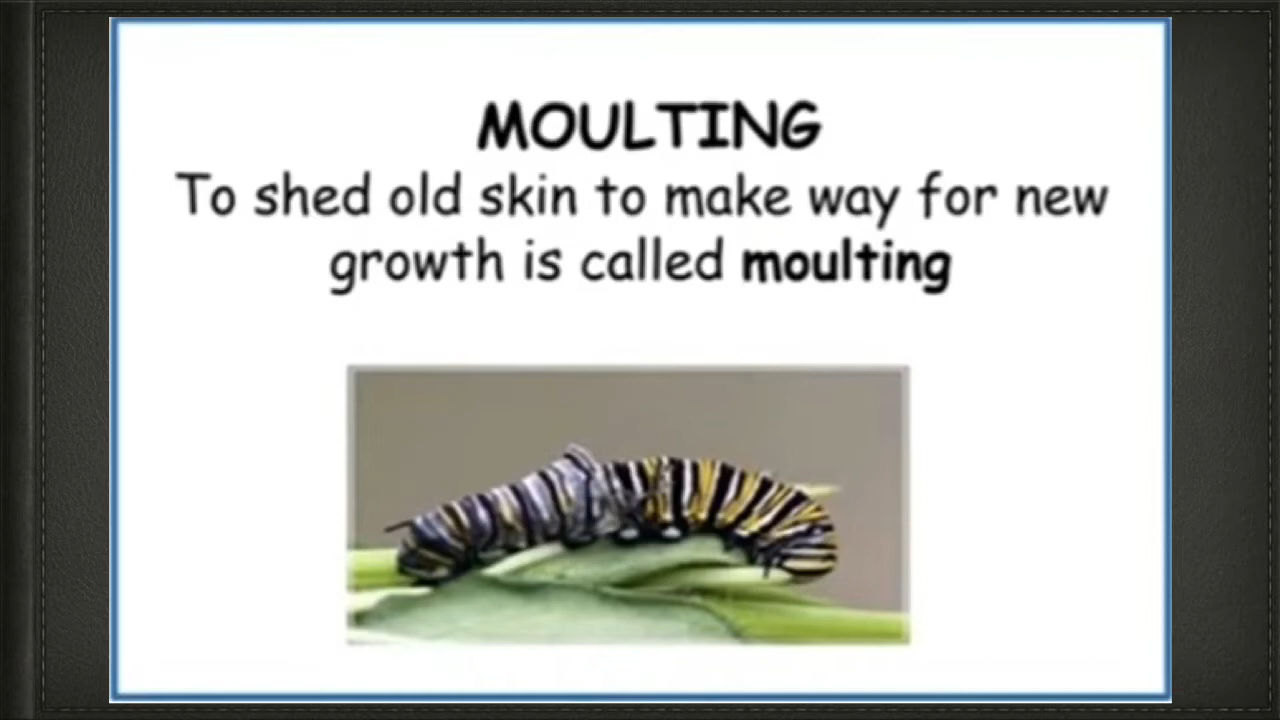 MOULTING
To shed old skin to make way for new
growth is called moulting